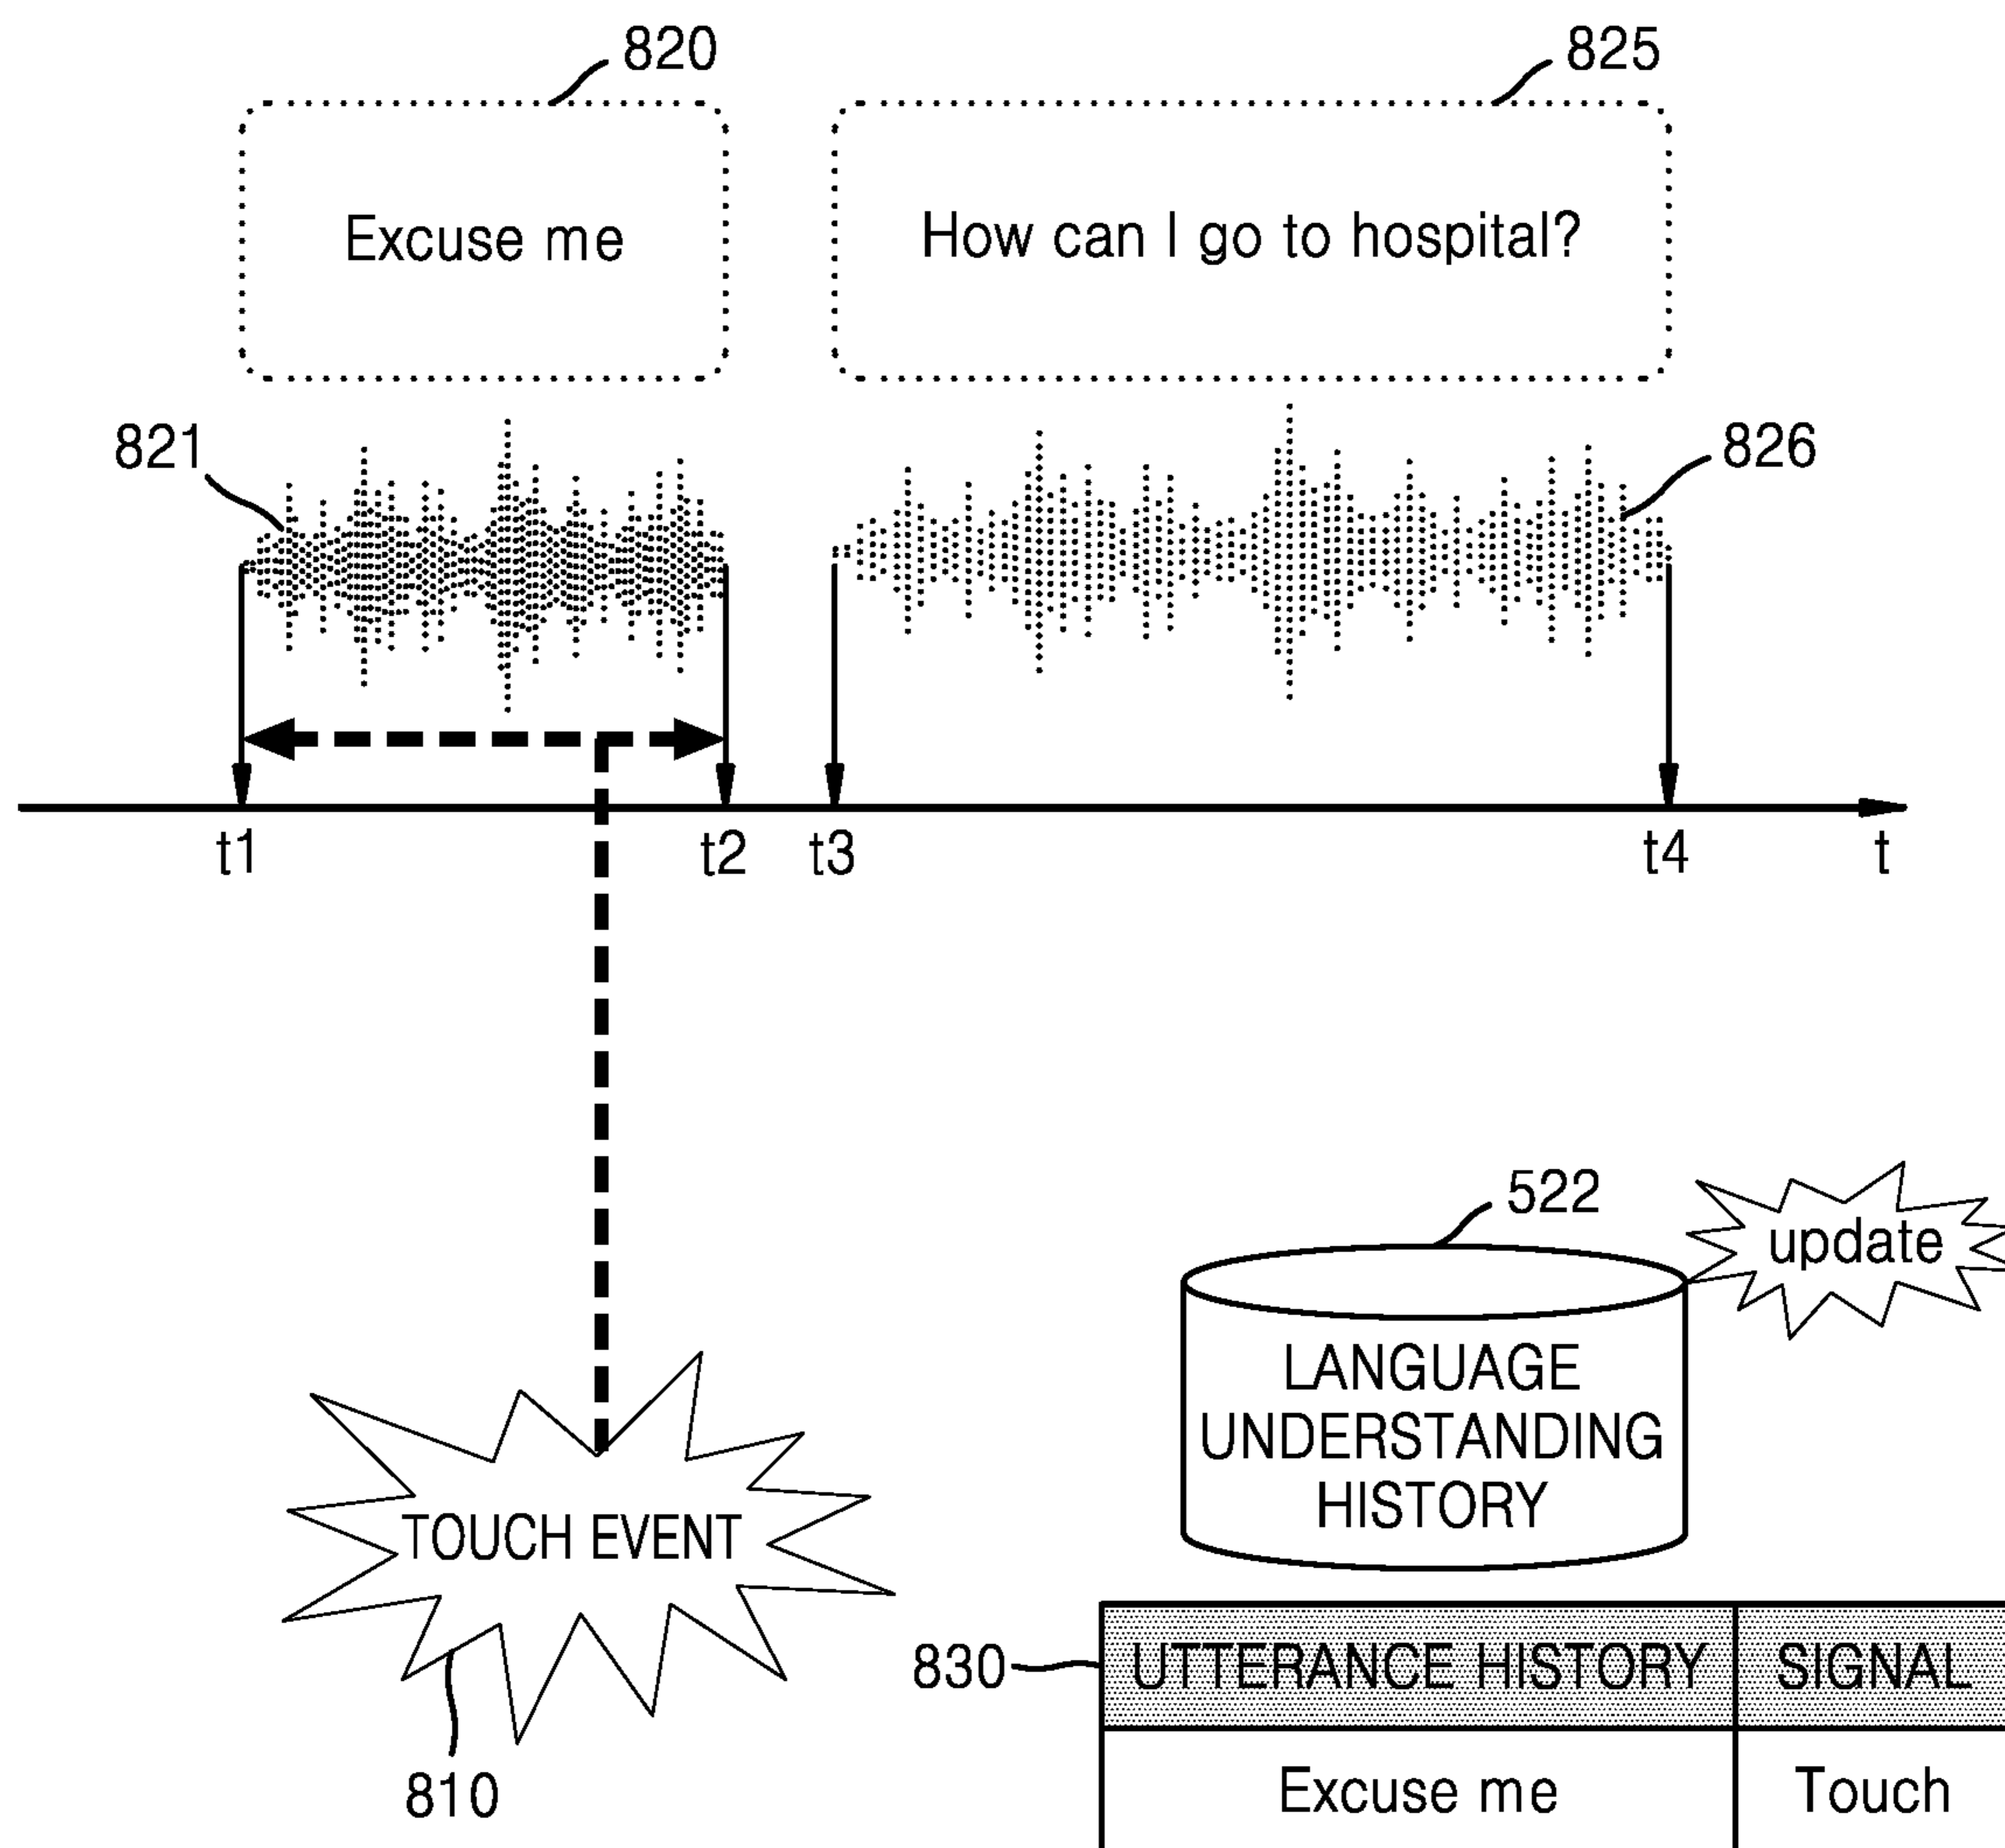 820
825
Excuse me
How can I go to hospital?
821
826
t1
t2
t3
t4
t
522
update
LANGUAGE
UNDERSTANDING
HISTORY
TOUCH EVENT
830
UTTERANCE HISTORY
SIGNAL
810
Excuse me
Touch